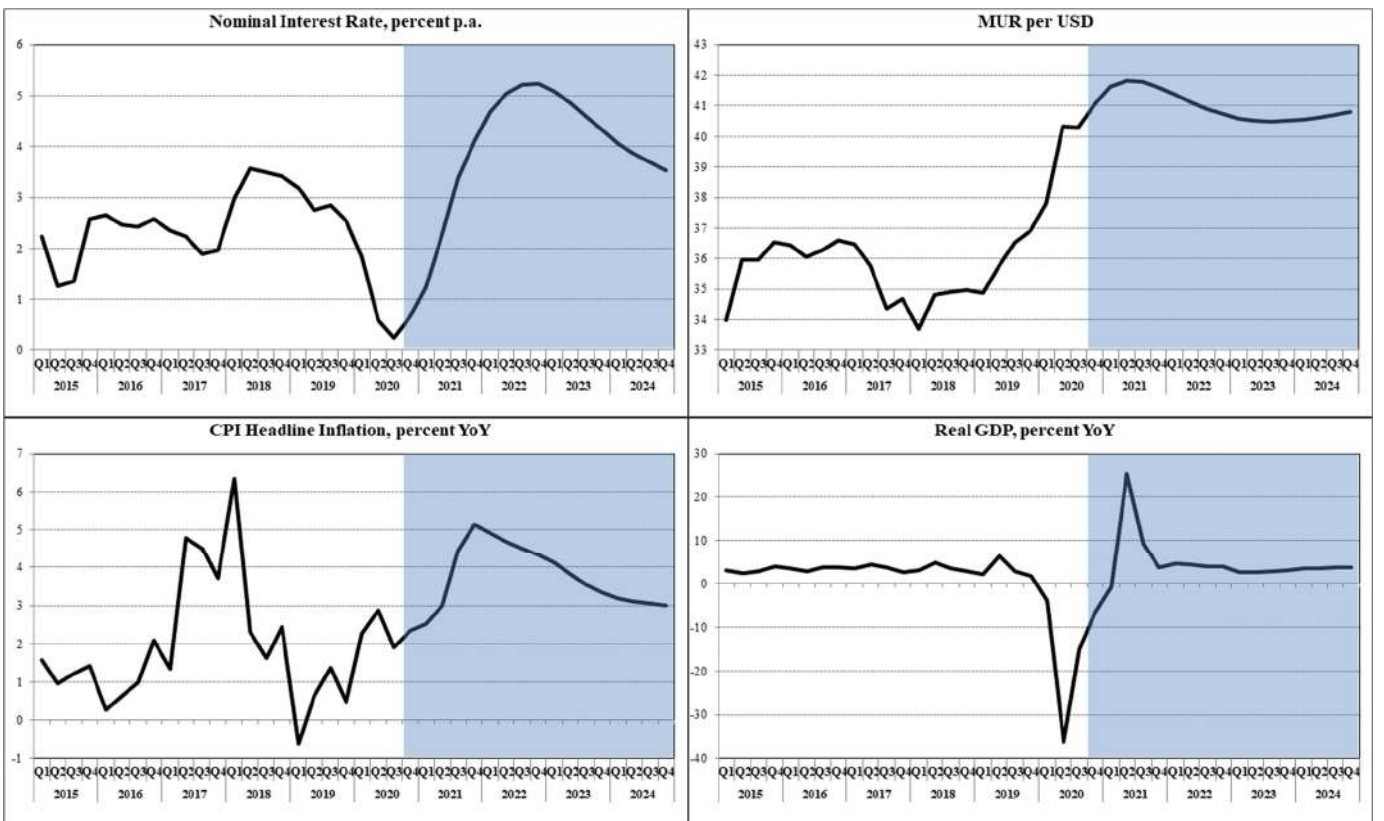 Nominal Interest Rate, percent p.a.
6
5
4
3
2
1
0
Q1Q2Q3Q4Q1Q2Q3Q4Q1Q2Q3Q4Q1Q2Q3Q4Q1Q2Q3Q4Q1Q2Q3Q4Q1Q2Q3Q4Q1Q2Q3Q4Q1Q2Q3Q4Q1Q2Q3Q4
2015 2016 2017 2018 2019 2020 2021 2022 2023 2024
MUR per USD
43
42
41
40
39
38
37
36
35
34
33
Q1Q2Q3Q4Q1Q2Q3Q4Q1Q2Q3Q4Q1Q2Q3Q4Q1Q2Q3Q4Q1Q2Q3Q4Q1Q2Q3Q4Q1Q2Q3Q4Q1Q2Q3Q4Q1Q2Q3Q4
2015 2016 2017 2018 2019 2020 2021 2022 2023 2024
CPI Headline Inflation, percent YoY
7
6
5
4
3
2
1
0
-1
Q1Q2Q3Q4Q1Q2Q3Q4Q1Q2Q3Q4Q1Q2Q3Q4Q1Q2Q3Q4Q1Q2Q3Q4Q1Q2Q3Q4Q1Q2Q3Q4Q1Q2Q3Q4Q1Q2Q3Q4
2015 2016 2017 2018 2019 2020 2021 2022 2023 2024
Real GDP, percent YoY
30
20
10
0
-10
-20
-30
-40
Q1Q2Q3Q4Q1Q2Q3Q4Q1Q2Q3Q4Q1Q2Q3Q4Q1Q2Q3Q4Q1Q2Q3Q4Q1Q2Q3Q4Q1Q2Q3Q4Q1Q2Q3Q4Q1Q2Q3Q4
2015 2016 2017 2018 2019 2020 2021 2022 2023 2024